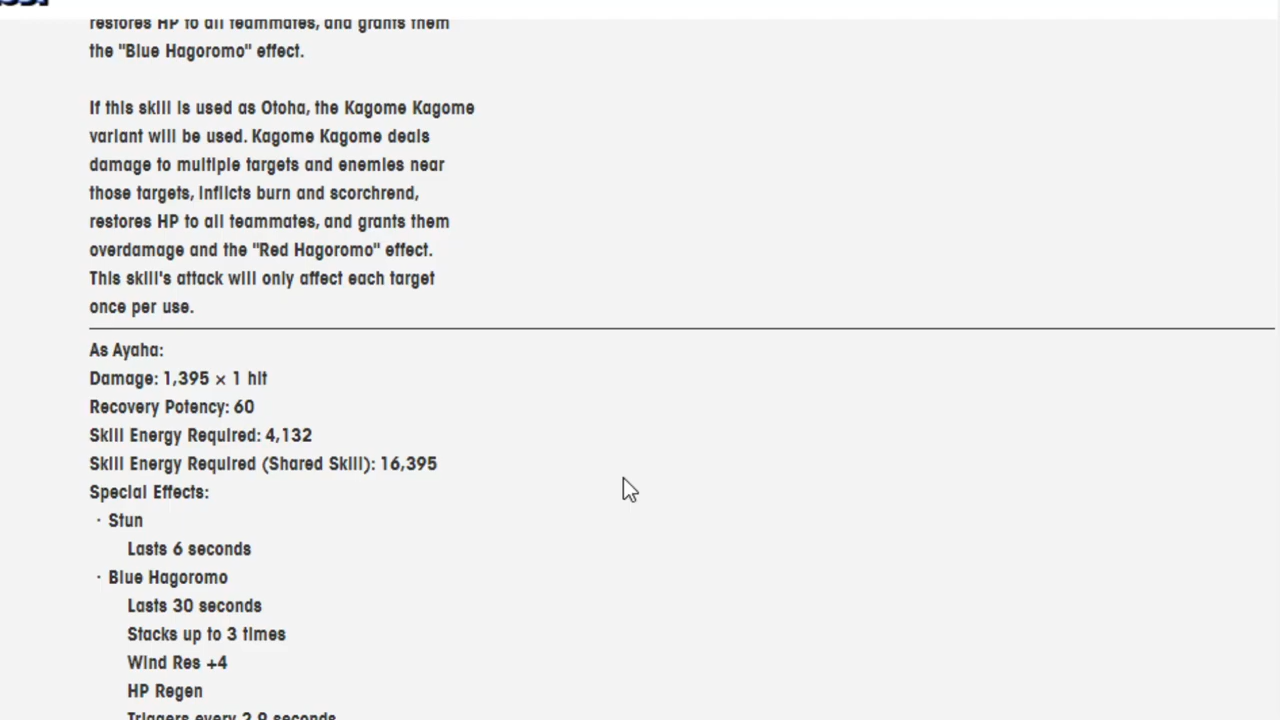 restores HP to all teammates, and grants them
the "Blue Hagoromo" effect.
If this skill is used as Otoha, the Kagome Kagome
variant will be used. Kagome Kagome deals
damage to multiple targets and enemies near
those targets, inflicts burn and scorchrend,
restores HP to all teammates, and grants them
overdamage and the "Red Hagoromo" effect.
This skill's attack will only affect each target
once per use.
As Ayaha:
Damage: 1,395 × 1 hit
Recovery Potency: 60
Skill Energy Required: 4,132
Skill Energy Required (Shared Skill): 16,395
Special Effects:
· Stun
Lasts 6 seconds
· Blue Hagoromo
Lasts 30 seconds
Stacks up to 3 times
Wind Res +4
HP Regen
Triggers every 2.9 seconds